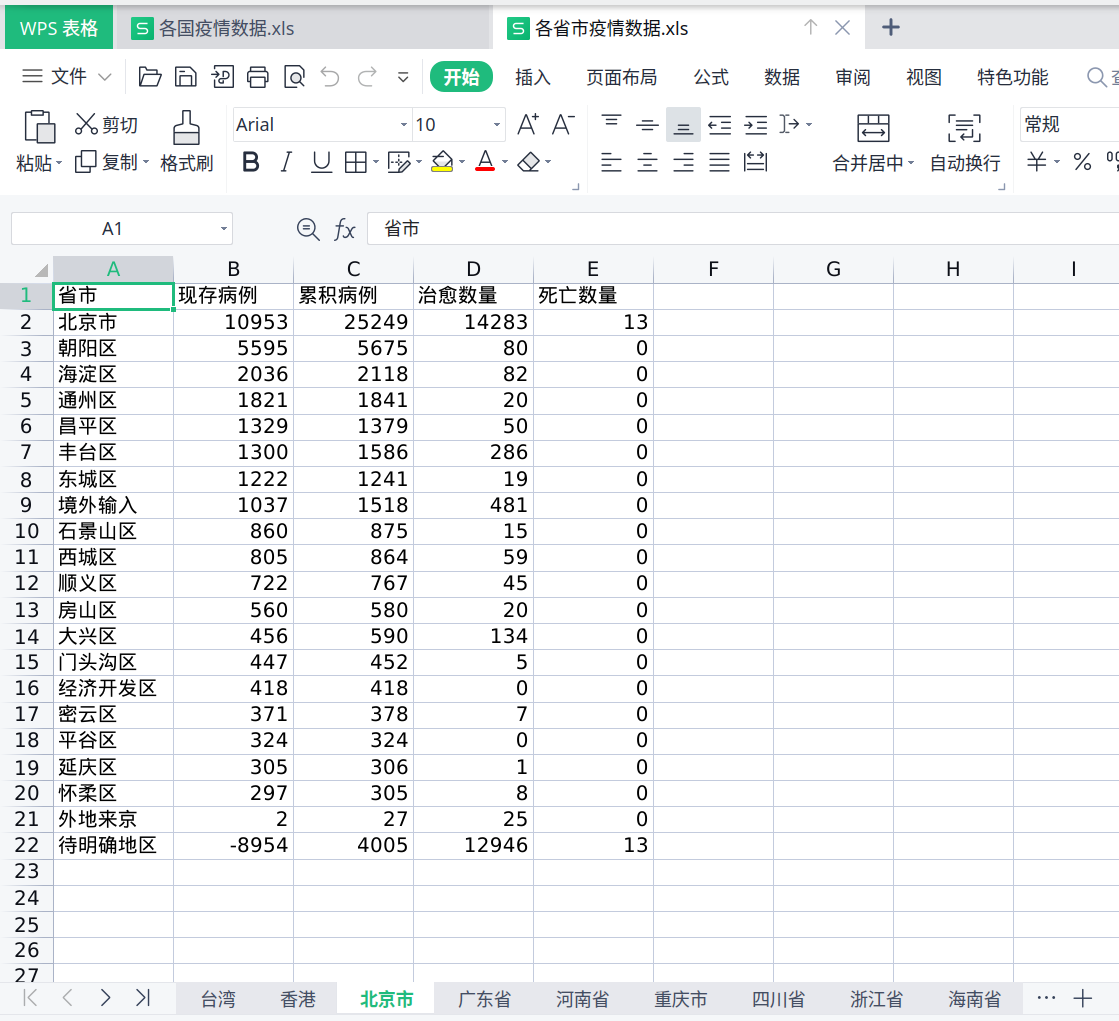 WPS 表格 S 各国疫情数据.xls S 各省市疫情数据.xls
文件 开始 插入 页面布局 公式 数据 审阅 视图 特色功能
剪切 Arial 10 A+ A- 常规
粘贴 复制 格式刷 B I U A 合并居中 自动换行 ￥ %
A1 fx 省市
A B C D E F G H I
1 省市 现存病例 累积病例 治愈数量 死亡数量
2 北京市 10953 25249 14283 13
3 朝阳区 5595 5675 80 0
4 海淀区 2036 2118 82 0
5 通州区 1821 1841 20 0
6 昌平区 1329 1379 50 0
7 丰台区 1300 1586 286 0
8 东城区 1222 1241 19 0
9 境外输入 1037 1518 481 0
10 石景山区 860 875 15 0
11 西城区 805 864 59 0
12 顺义区 722 767 45 0
13 房山区 560 580 20 0
14 大兴区 456 590 134 0
15 门头沟区 447 452 5 0
16 经济开发区 418 418 0 0
17 密云区 371 378 7 0
18 平谷区 324 324 0 0
19 延庆区 305 306 1 0
20 怀柔区 297 305 8 0
21 外地来京 2 27 25 0
22 待明确地区 -8954 4005 12946 13
23
24
25
26
27
台湾 香港 北京市 广东省 河南省 重庆市 四川省 浙江省 海南省 ···